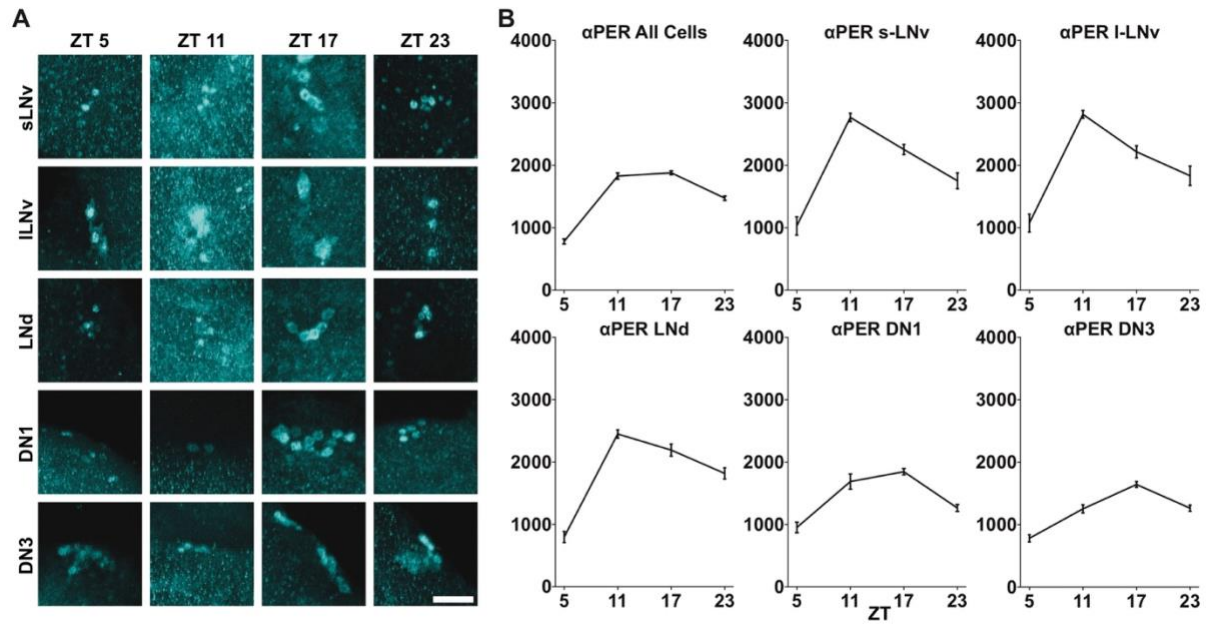 A
ZT 5 ZT 11 ZT 17 ZT 23
sLNv
lLNv
LNd
DN1
DN3
B
αPER All Cells
4000
3000
2000
1000
0
5 11 17 23
αPER s-LNv
4000
3000
2000
1000
0
5 11 17 23
αPER l-LNv
4000
3000
2000
1000
0
5 11 17 23
αPER LNd
4000
3000
2000
1000
0
5 11 17 23
αPER DN1
4000
3000
2000
1000
0
5 11 17 23
ZT
αPER DN3
4000
3000
2000
1000
0
5 11 17 23